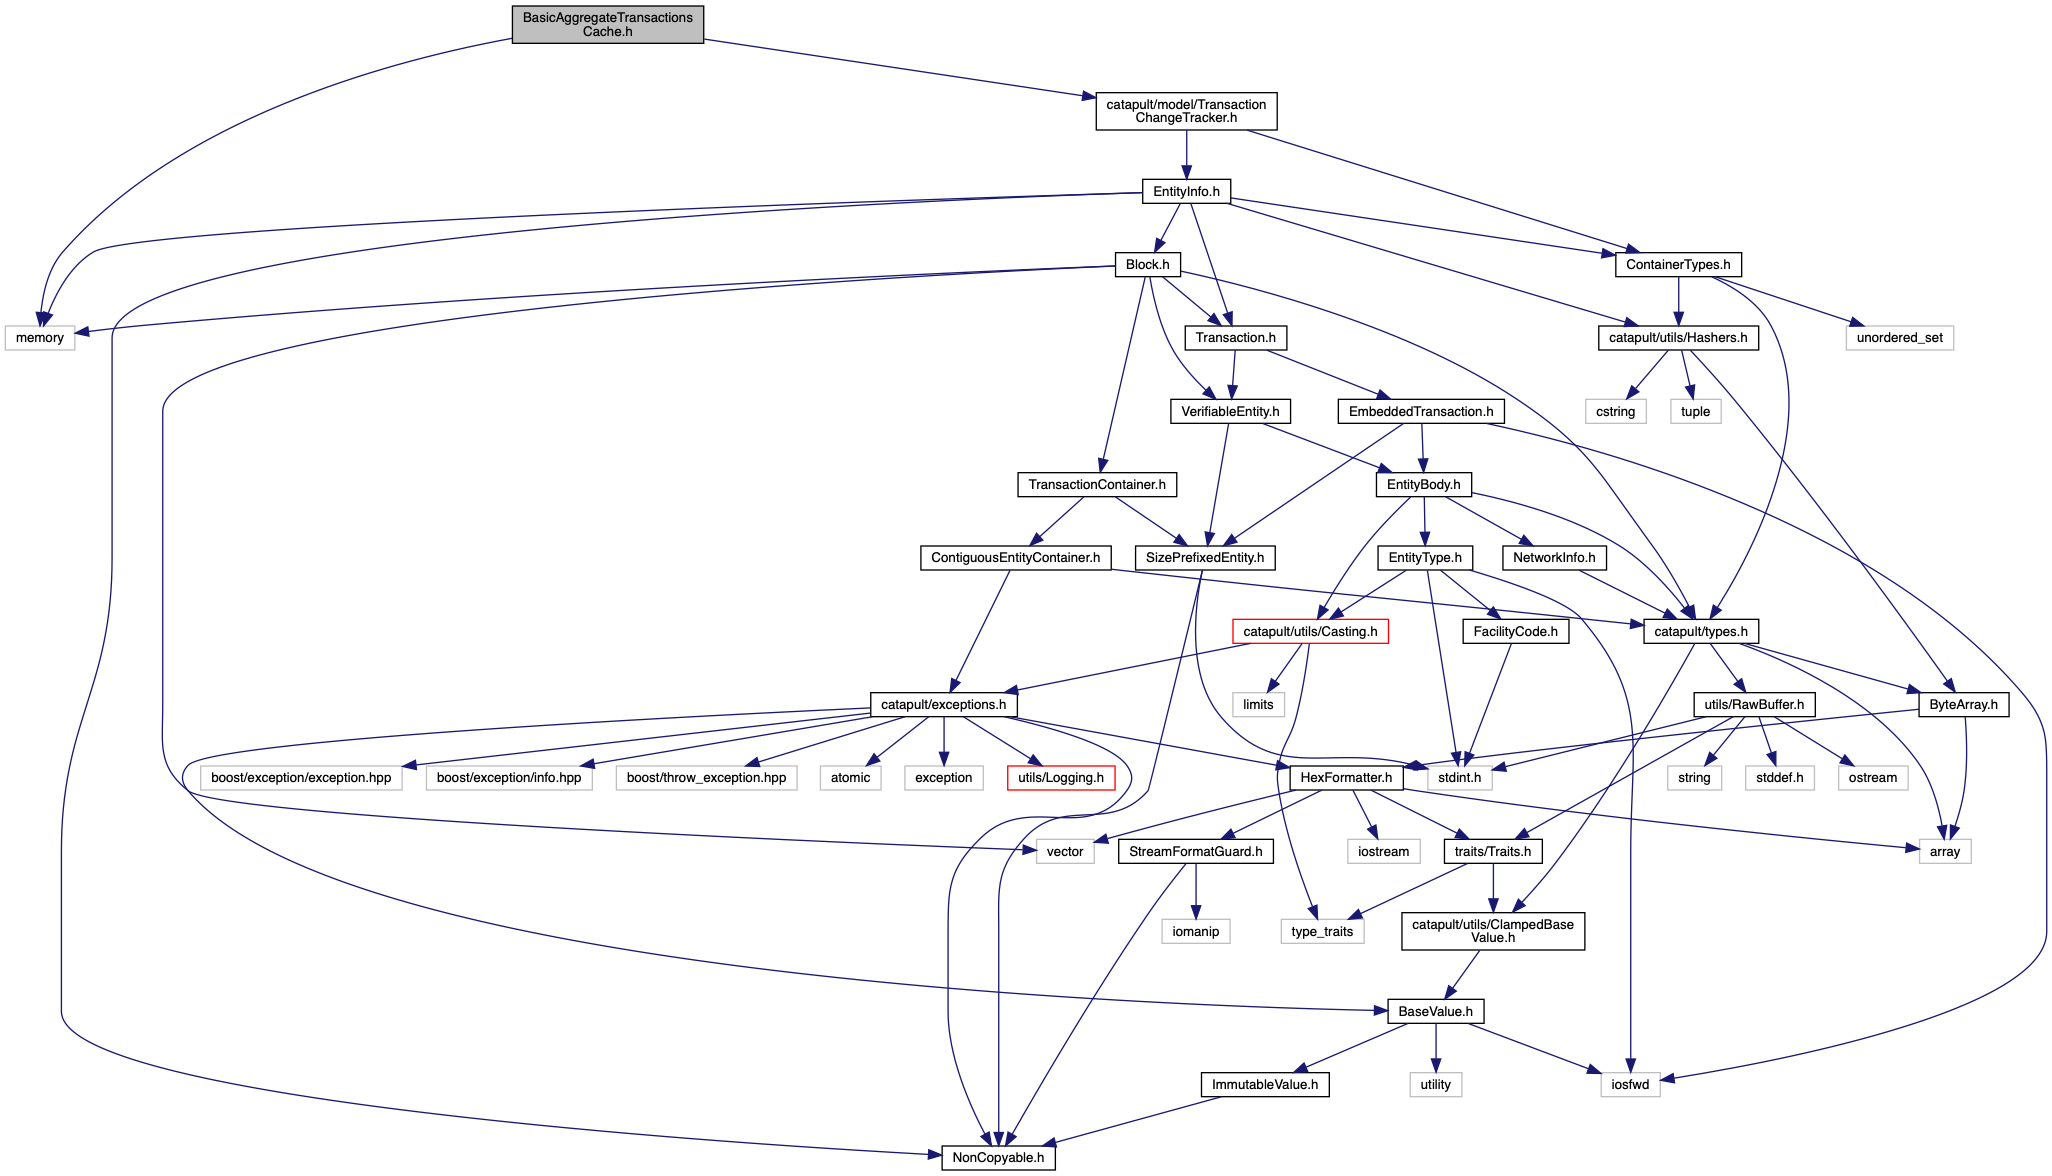 BasicAggregateTransactions
Cache.h
catapult/model/Transaction
ChangeTracker.h
EntityInfo.h
Block.h
ContainerTypes.h
memory
Transaction.h
catapult/utils/Hashers.h
unordered_set
VerifiableEntity.h
EmbeddedTransaction.h
cstring
tuple
TransactionContainer.h
EntityBody.h
ContiguousEntityContainer.h
SizePrefixedEntity.h
EntityType.h
NetworkInfo.h
catapult/utils/Casting.h
FacilityCode.h
catapult/types.h
catapult/exceptions.h
limits
utils/RawBuffer.h
ByteArray.h
boost/exception/exception.hpp
boost/exception/info.hpp
boost/throw_exception.hpp
atomic
exception
utils/Logging.h
HexFormatter.h
stdint.h
string
stddef.h
ostream
vector
StreamFormatGuard.h
iostream
traits/Traits.h
array
iomanip
type_traits
catapult/utils/ClampedBase
Value.h
BaseValue.h
ImmutableValue.h
utility
iosfwd
NonCopyable.h